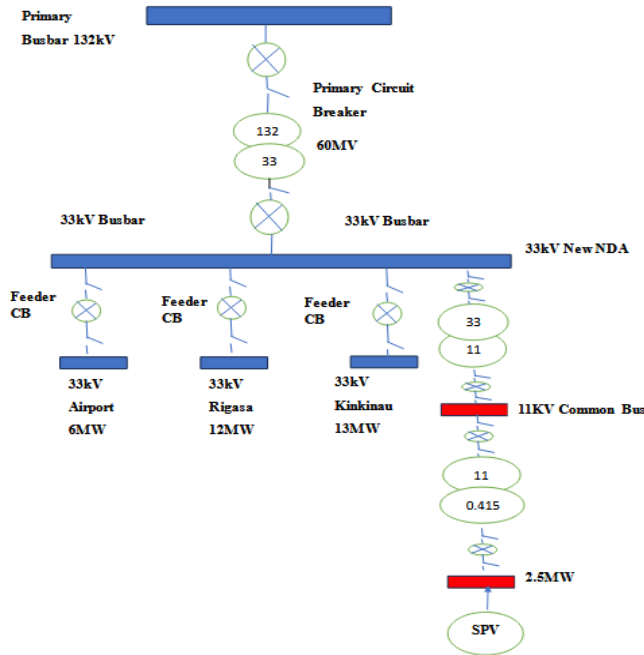 Primary
Busbar 132kV
Primary Circuit
Breaker
132
33
60MV
33kV Busbar
33kV Busbar
33kV New NDA
Feeder
CB
Feeder
CB
Feeder
CB
33
11
33kV
Airport
6MW
33kV
Rigasa
12MW
33kV
Kinkinau
13MW
11KV Common Bus
11
0.415
2.5MW
SPV